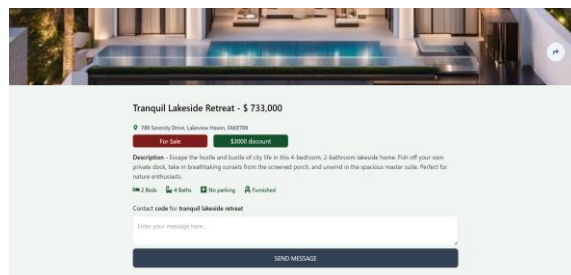 Tranquil Lakeside Retreat - $ 733,000
789 Serenity Drive, Lakeview Haven, FAKE789
For Sale
$3000 discount
Description - Escape the hustle and bustle of city life in this 4-bedroom, 2-bathroom lakeside home. Fish off your own
private dock, take in breathtaking sunsets from the screened porch, and unwind in the spacious master suite. Perfect for
nature enthusiasts.
2 Beds 4 Baths No parking Furnished
Contact code for tranquil lakeside retreat
Enter your message here...
SEND MESSAGE